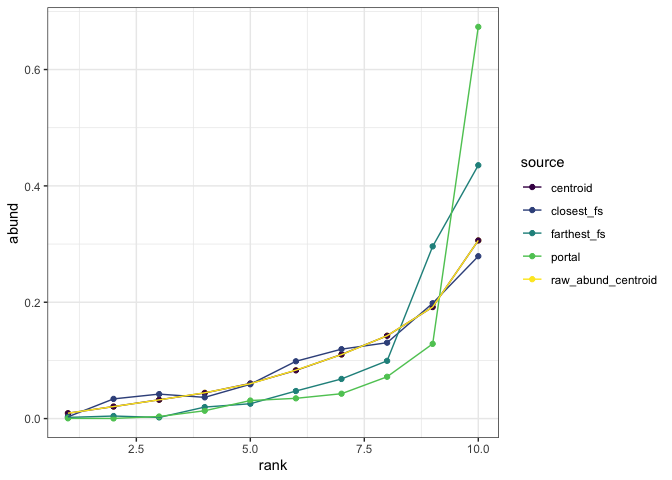 abund
0.6
0.4
0.2
0.0
2.5 5.0 7.5 10.0
rank
source
centroid
closest_fs
farthest_fs
portal
raw_abund_centroid